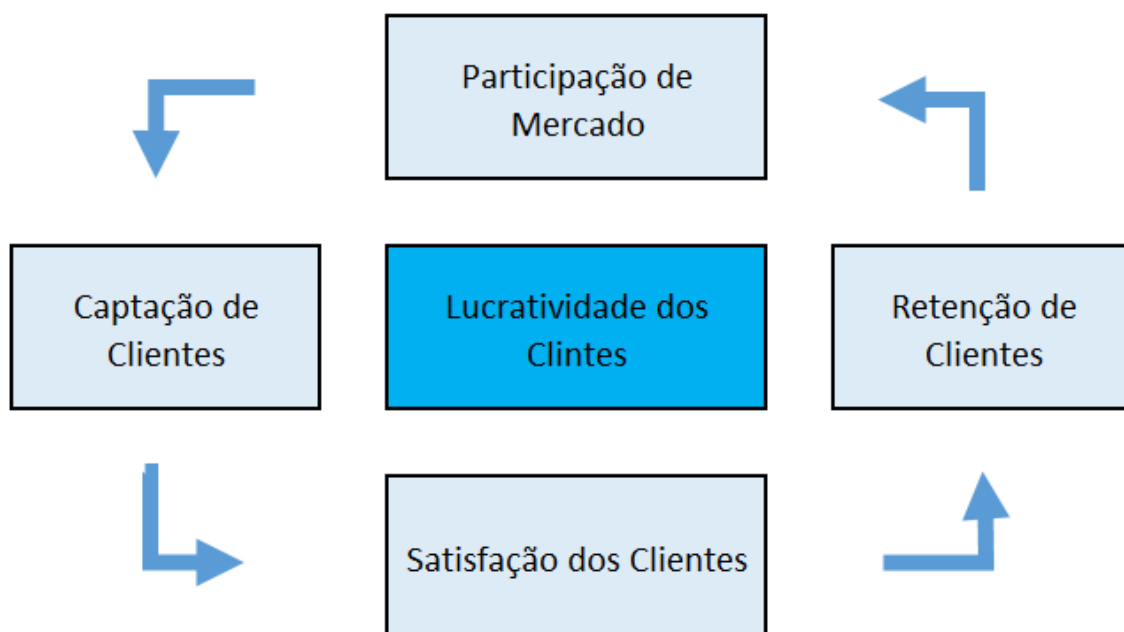 Participação de
Mercado
Captação de
Clientes
Lucratividade dos
Clintes
Retenção de
Clientes
Satisfação dos Clientes